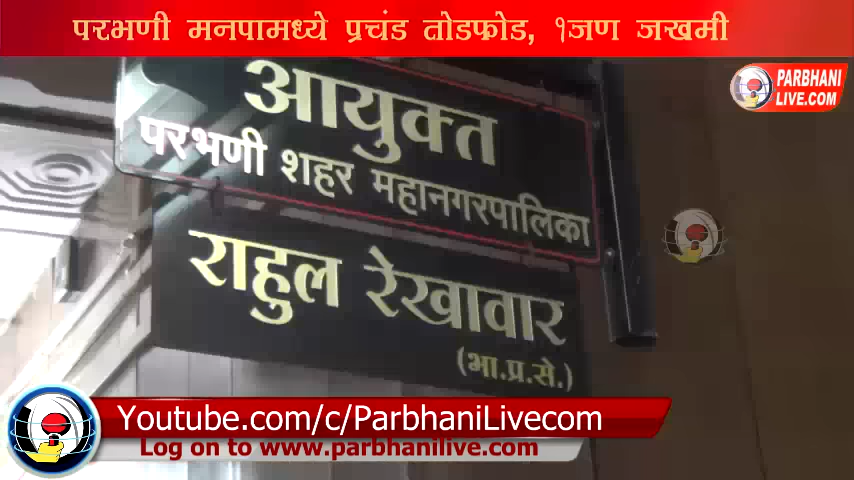 परभणी मनपामध्ये प्रचंड तोडफोड, १जण जखमी
PARBHANI
LIVE.COM
आयुक्त
परभणी शहर महानगरपालिका
राहुल रेखावार
(भा.प्र.से.)
Youtube.com/c/ParbhaniLivecom
Log on to www.parbhanilive.com